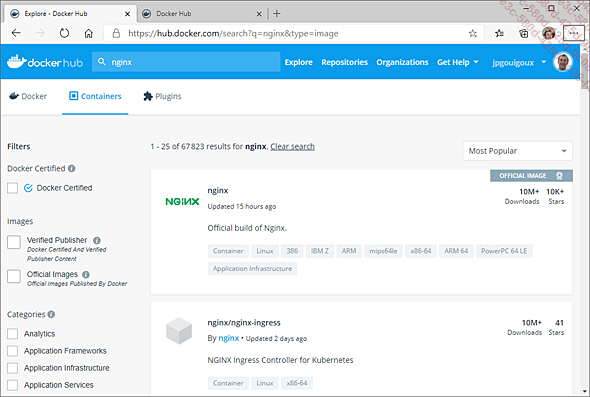 Explore - Docker Hub
Docker Hub
https://hub.docker.com/search?q=nginx&type=image
dockerhub
nginx
Explore
Repositories
Organizations
Get Help
jpgouigoux
Docker
Containers
Plugins
Filters
1 - 25 of 67 823 results for nginx. Clear search
Most Popular
Docker Certified
Docker Certified
Images
Verified Publisher
Docker Certified And Verified
Publisher Content
Official Images
Official Images Published By Docker
Categories
Analytics
Application Frameworks
Application Infrastructure
Application Services
OFFICIAL IMAGE
NGINX
nginx
10M+ 10K+
Downloads Stars
Updated 15 hours ago
Official build of Nginx.
Container Linux 386 IBM Z ARM mips64le x86-64 ARM 64 PowerPC 64 LE
Application Infrastructure
nginx/nginx-ingress
10M+ 41
Downloads Stars
By nginx • Updated 2 days ago
NGINX Ingress Controller for Kubernetes
Container Linux x86-64